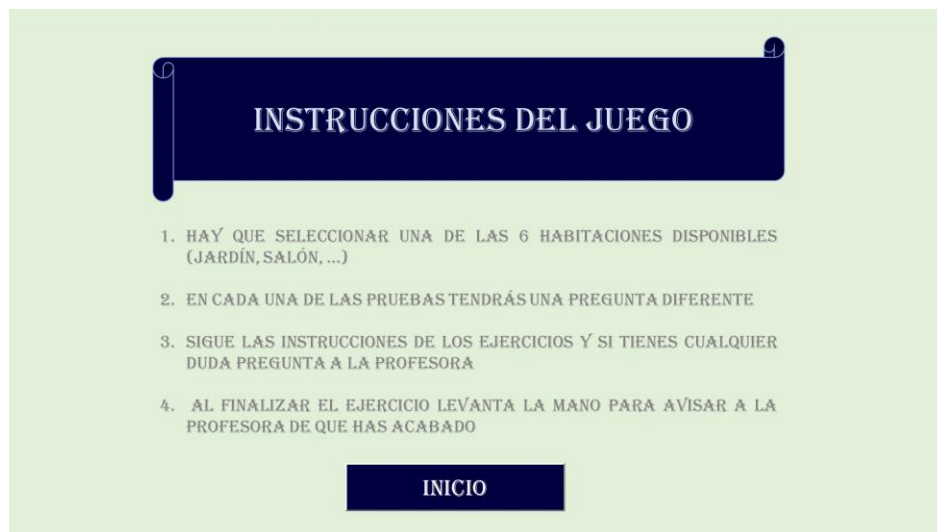 INSTRUCCIONES DEL JUEGO
1. HAY QUE SELECCIONAR UNA DE LAS 6 HABITACIONES DISPONIBLES
(JARDÍN, SALÓN, ...)
2. EN CADA UNA DE LAS PRUEBAS TENDRÁS UNA PREGUNTA DIFERENTE
3. SIGUE LAS INSTRUCCIONES DE LOS EJERCICIOS Y SI TIENES CUALQUIER
DUDA PREGUNTA A LA PROFESORA
4. AL FINALIZAR EL EJERCICIO LEVANTA LA MANO PARA AVISAR A LA
PROFESORA DE QUE HAS ACABADO
INICIO